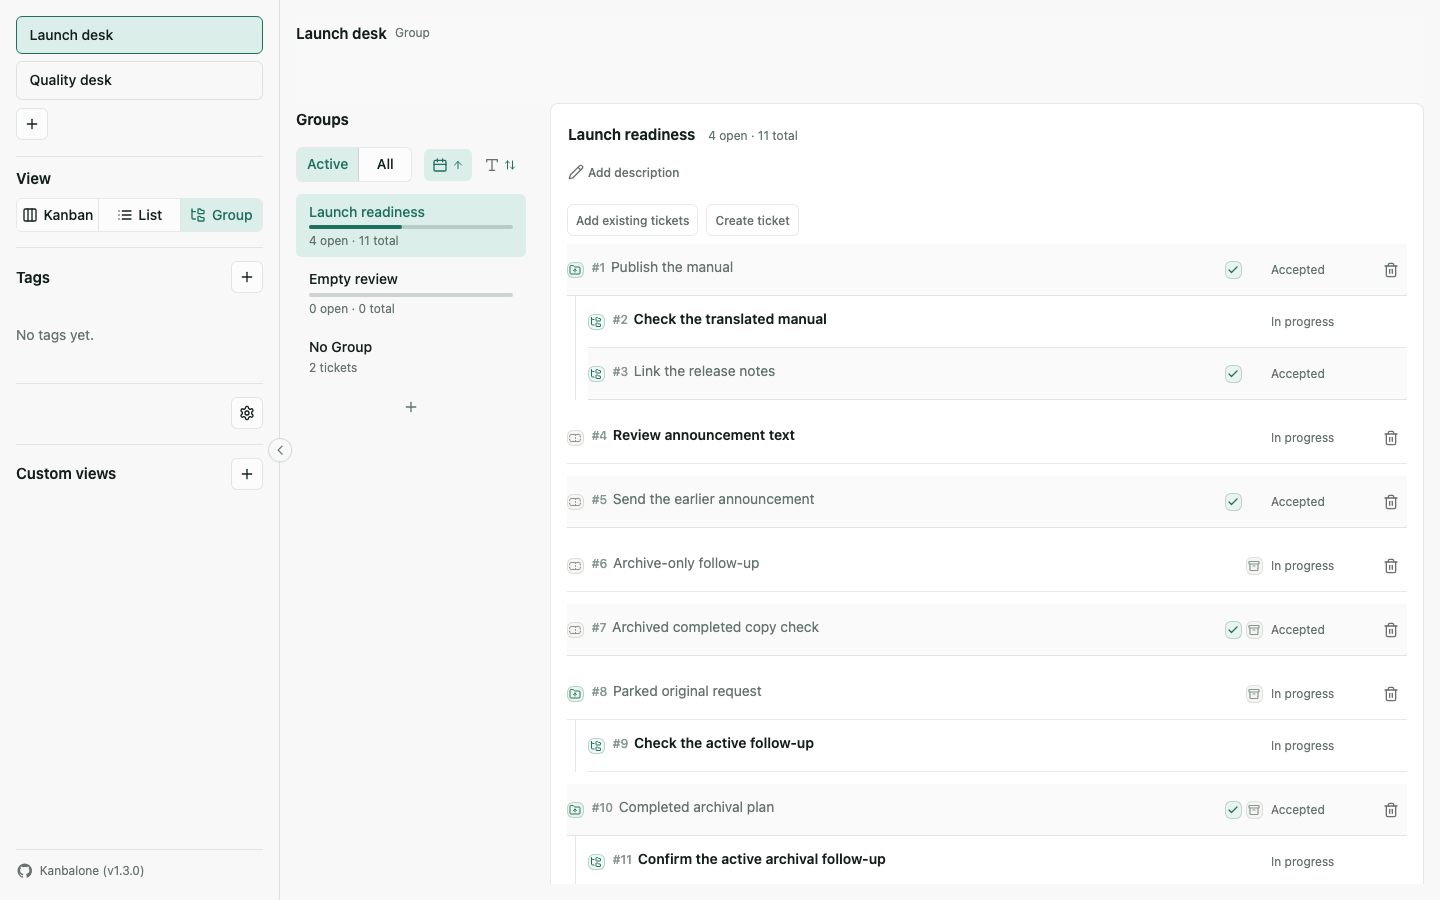 Launch desk
Quality desk
View
Kanban
List
Group
Tags
No tags yet.
Custom views
Kanbalone (v1.3.0)
Launch desk Group
Groups
Active
All
Launch readiness
4 open · 11 total
Empty review
0 open · 0 total
No Group
2 tickets
Launch readiness 4 open · 11 total
Add description
Add existing tickets
Create ticket
#1 Publish the manual Accepted
#2 Check the translated manual In progress
#3 Link the release notes Accepted
#4 Review announcement text In progress
#5 Send the earlier announcement Accepted
#6 Archive-only follow-up In progress
#7 Archived completed copy check Accepted
#8 Parked original request In progress
#9 Check the active follow-up In progress
#10 Completed archival plan Accepted
#11 Confirm the active archival follow-up In progress